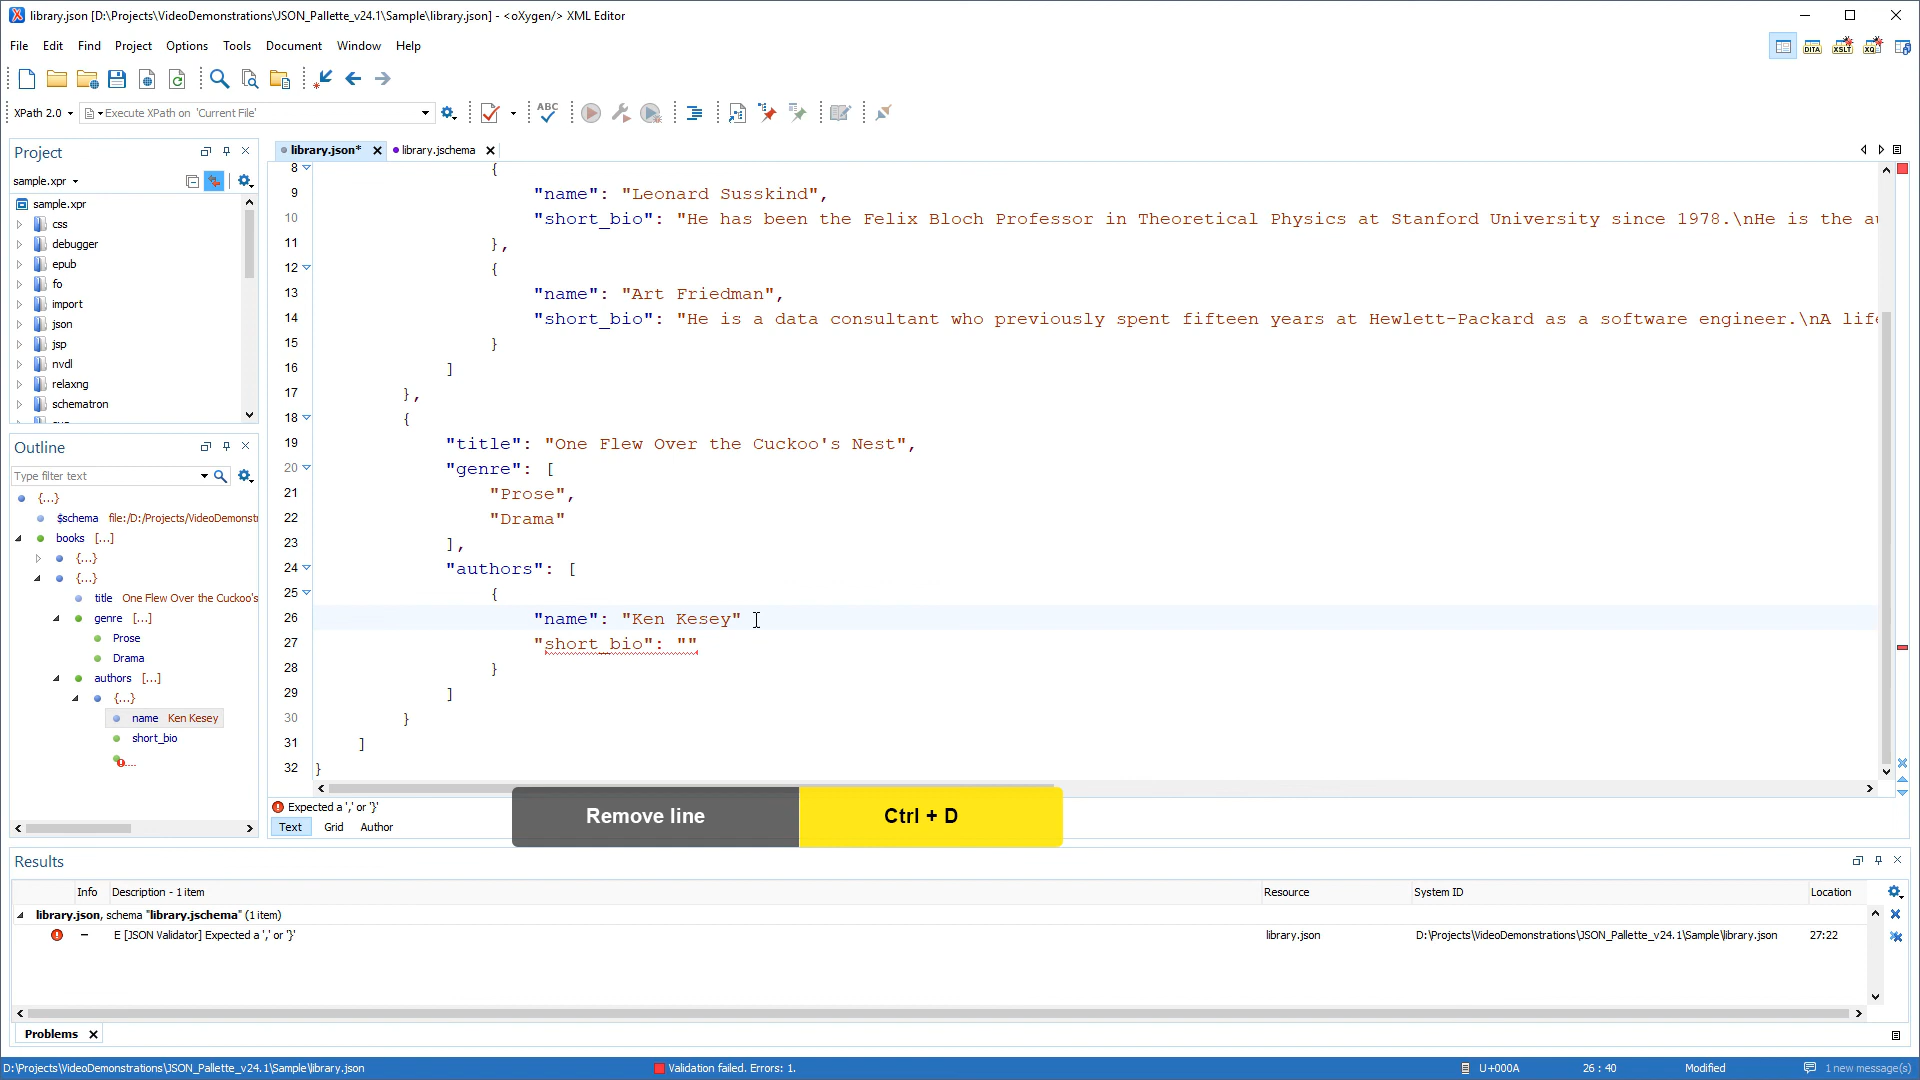 library.json [D:\Projects\VideoDemonstrations\JSON_Pallette_v24.1\Sample\library.json] - <oXygen/> XML Editor
File Edit Find Project Options Tools Document Window Help
DITA XSLT XQ
XPath 2.0 Execute XPath on 'Current File' ABC
Project
sample.xpr
sample.xpr
css
debugger
epub
fo
import
json
jsp
nvdl
relaxng
schematron
Outline
Type filter text
{...}
$schema file:/D:/Projects/VideoDemonstr
books [...]
{...}
{...}
title One Flew Over the Cuckoo's
genre [...]
Prose
Drama
authors [...]
{...}
name Ken Kesey
short_bio
....
library.json* library.jschema
8 {
9 "name": "Leonard Susskind",
10 "short_bio": "He has been the Felix Bloch Professor in Theoretical Physics at Stanford University since 1978.\nHe is the au
11 },
12 {
13 "name": "Art Friedman",
14 "short_bio": "He is a data consultant who previously spent fifteen years at Hewlett-Packard as a software engineer.\nA life
15 }
16 ]
17 },
18 {
19 "title": "One Flew Over the Cuckoo's Nest",
20 "genre": [
21 "Prose",
22 "Drama"
23 ],
24 "authors": [
25 {
26 "name": "Ken Kesey"
27 "short_bio": ""
28 }
29 ]
30 }
31 ]
32 }
Expected a ',' or '}'
Text Grid Author
Remove line Ctrl + D
Results
Info Description - 1 item Resource System ID Location
library.json, schema "library.jschema" (1 item)
E [JSON Validator] Expected a ',' or '}' library.json D:\Projects\VideoDemonstrations\JSON_Pallette_v24.1\Sample\library.json 27:22
Problems
D:\Projects\VideoDemonstrations\JSON_Pallette_v24.1\Sample\library.json Validation failed. Errors: 1. U+000A 26 : 40 Modified 1 new message(s)